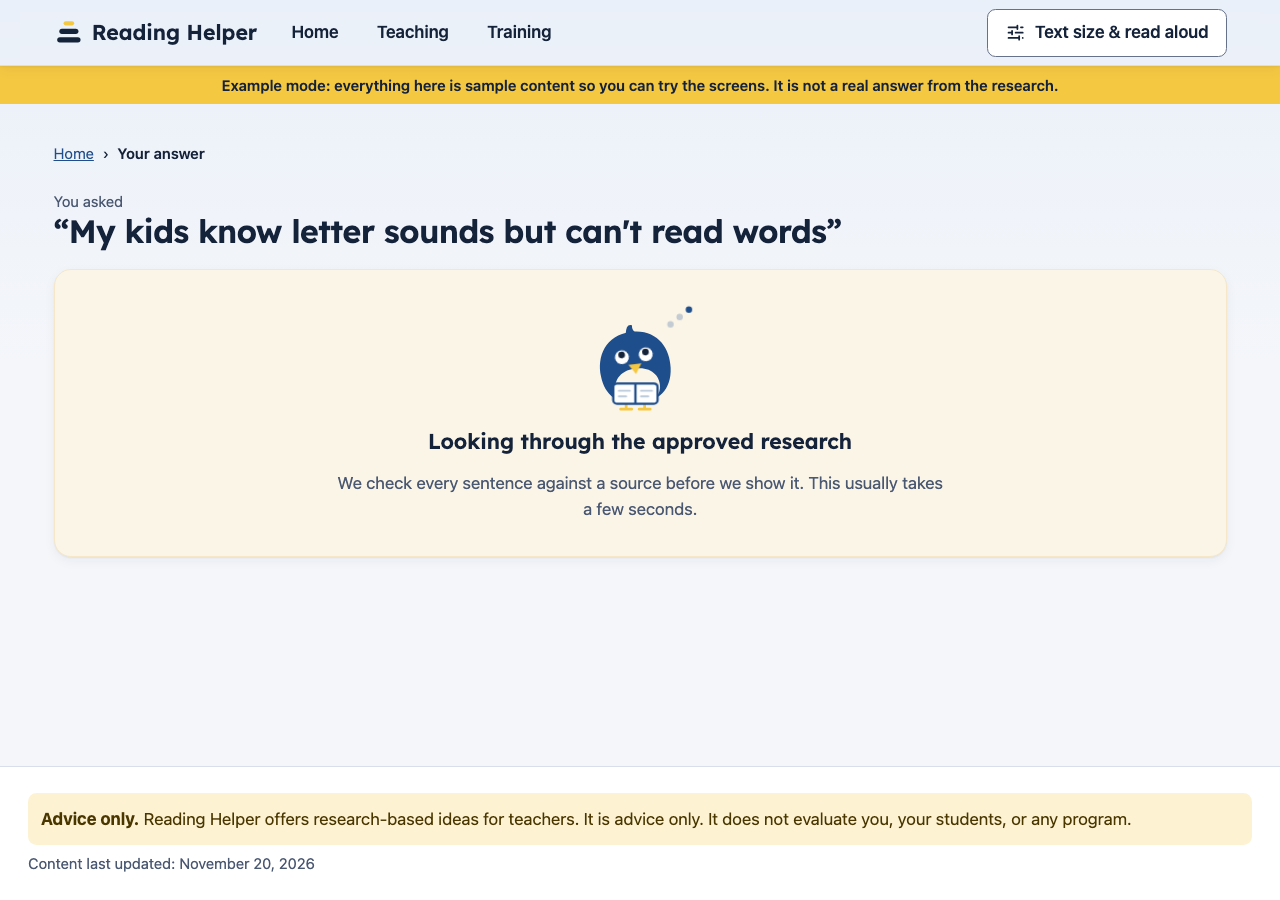 Reading Helper
Home
Teaching
Training
Text size & read aloud
Example mode: everything here is sample content so you can try the screens. It is not a real answer from the research.
Home › Your answer
You asked
“My kids know letter sounds but can't read words”
Looking through the approved research
We check every sentence against a source before we show it. This usually takes
a few seconds.
Advice only. Reading Helper offers research-based ideas for teachers. It is advice only. It does not evaluate you, your students, or any program.
Content last updated: November 20, 2026